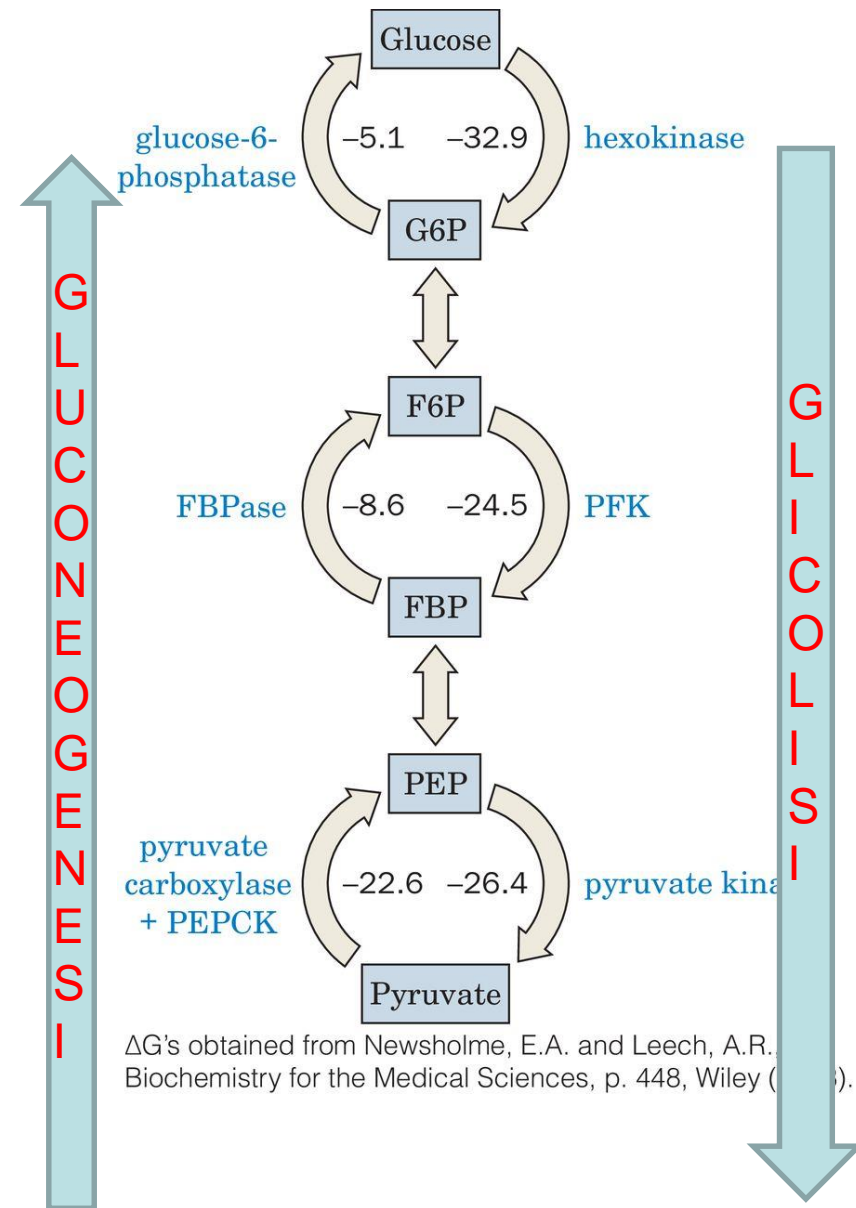 Glucose
glucose-6-
phosphatase
–5.1
–32.9
hexokinase
G6P
F6P
FBPase
–8.6
–24.5
PFK
FBP
PEP
pyruvate
carboxylase
+ PEPCK
–22.6
–26.4
pyruvate kina
Pyruvate
GLUCONEOGENESI
GLICOLISI
ΔG's obtained from Newsholme, E.A. and Leech, A.R.,
Biochemistry for the Medical Sciences, p. 448, Wiley (